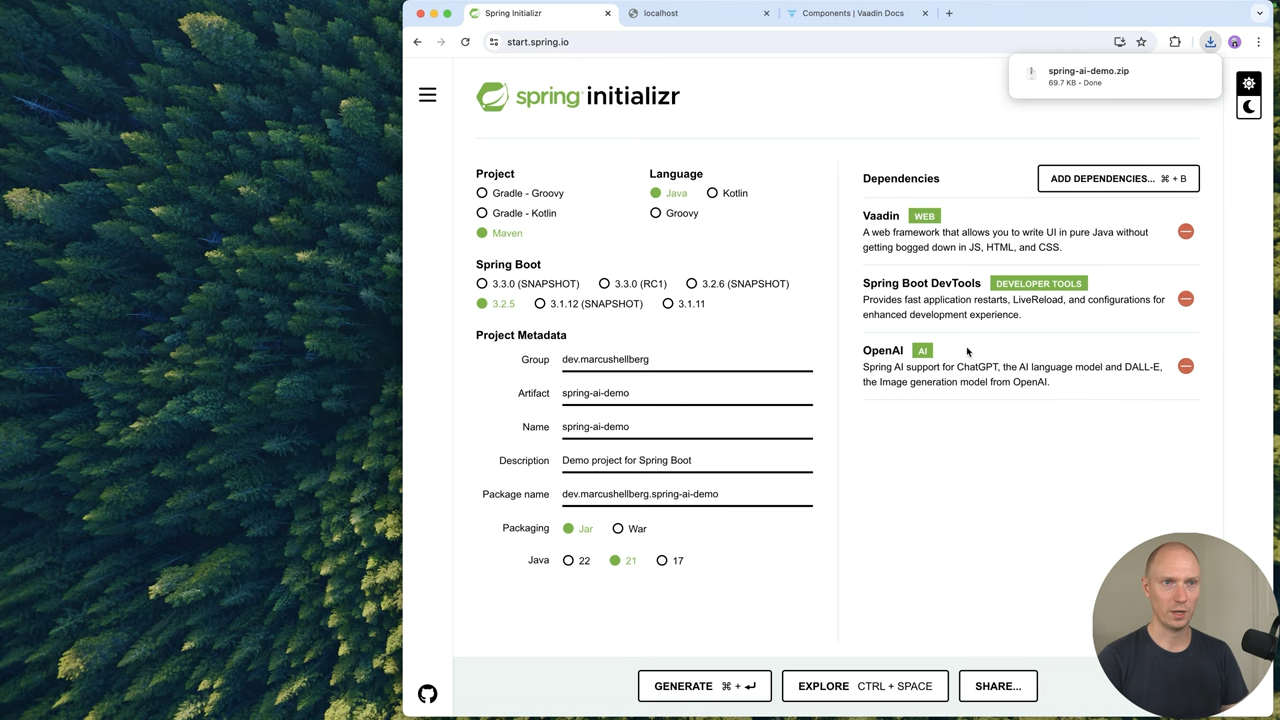 Spring Initializr
localhost
Components | Vaadin Docs
start.spring.io
spring-ai-demo.zip
69.7 KB • Done
spring initializr
Project
Gradle - Groovy
Gradle - Kotlin
Maven
Language
Java Kotlin
Groovy
Spring Boot
3.3.0 (SNAPSHOT) 3.3.0 (RC1) 3.2.6 (SNAPSHOT)
3.2.5 3.1.12 (SNAPSHOT) 3.1.11
Project Metadata
Group dev.marcushellberg
Artifact spring-ai-demo
Name spring-ai-demo
Description Demo project for Spring Boot
Package name dev.marcushellberg.spring-ai-demo
Packaging Jar War
Java 22 21 17
Dependencies
ADD DEPENDENCIES... ⌘ + B
Vaadin WEB
A web framework that allows you to write UI in pure Java without
getting bogged down in JS, HTML, and CSS.
Spring Boot DevTools DEVELOPER TOOLS
Provides fast application restarts, LiveReload, and configurations for
enhanced development experience.
OpenAI AI
Spring AI support for ChatGPT, the AI language model and DALL-E,
the Image generation model from OpenAI.
GENERATE ⌘ + ⏎
EXPLORE CTRL + SPACE
SHARE...